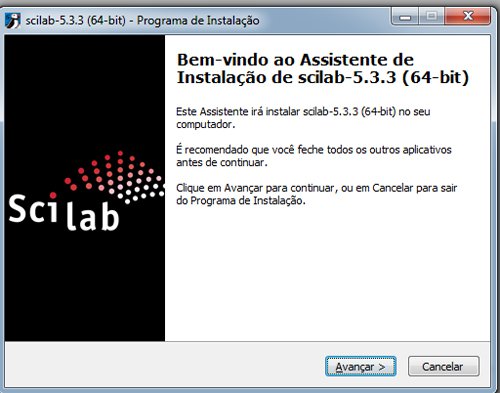 scilab-5.3.3 (64-bit) - Programa de Instalação
Bem-vindo ao Assistente de
Instalação de scilab-5.3.3 (64-bit)
Este Assistente irá instalar scilab-5.3.3 (64-bit) no seu
computador.
É recomendado que você feche todos os outros aplicativos
antes de continuar.
Clique em Avançar para continuar, ou em Cancelar para sair
do Programa de Instalação.
Scilab
Avançar >
Cancelar